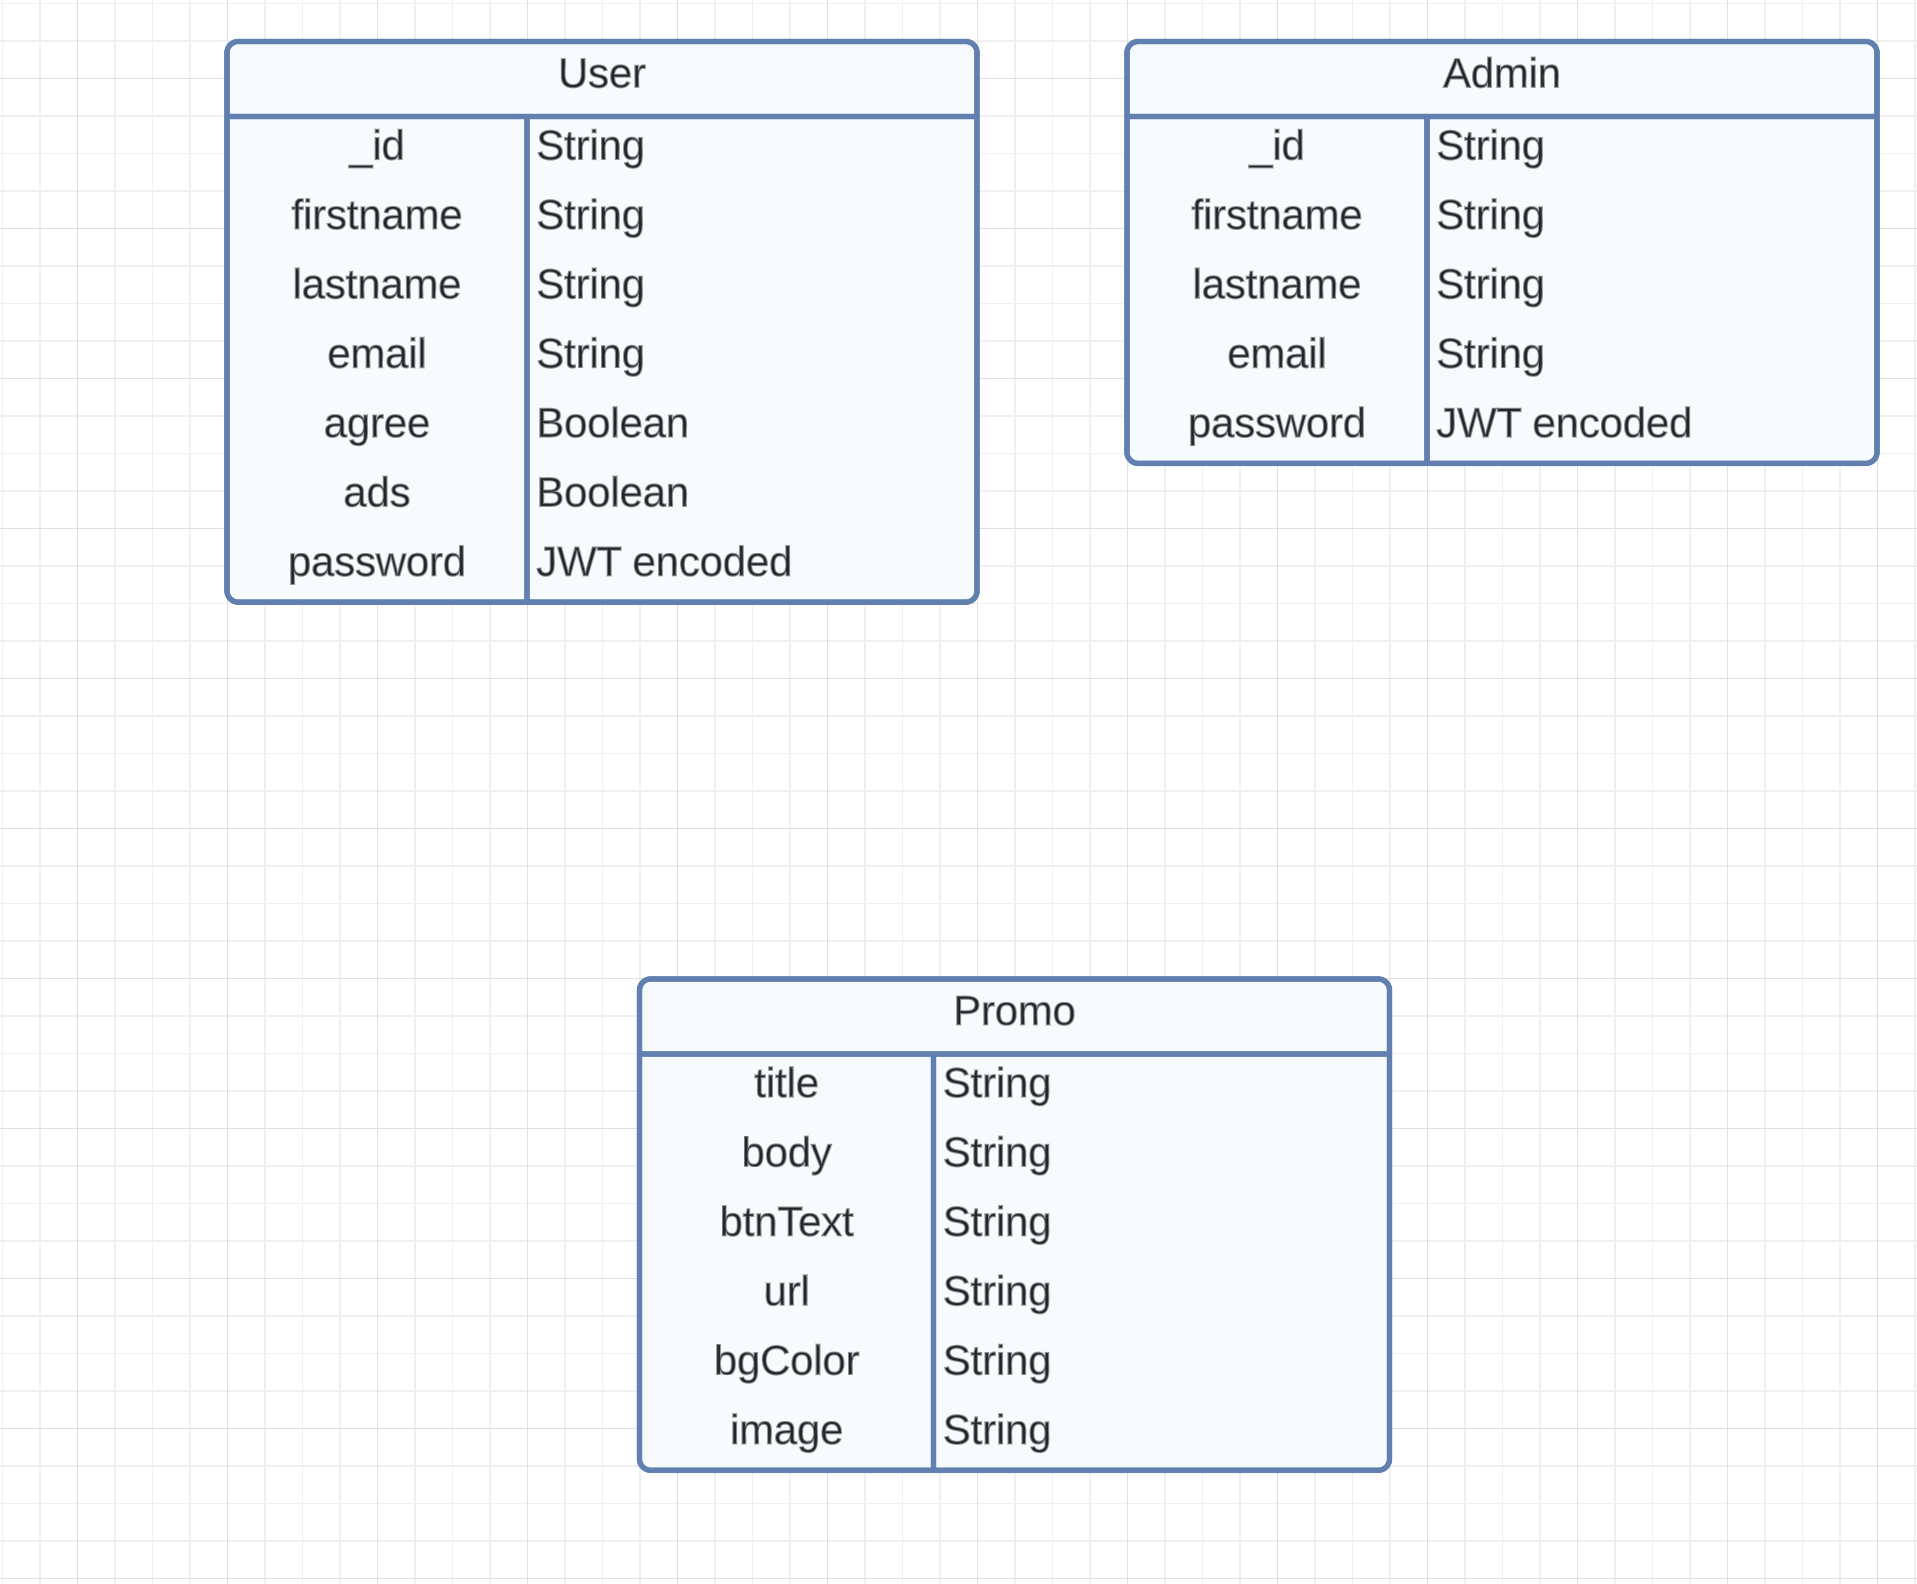 User
_id String
firstname String
lastname String
email String
agree Boolean
ads Boolean
password JWT encoded
Admin
_id String
firstname String
lastname String
email String
password JWT encoded
Promo
title String
body String
btnText String
url String
bgColor String
image String